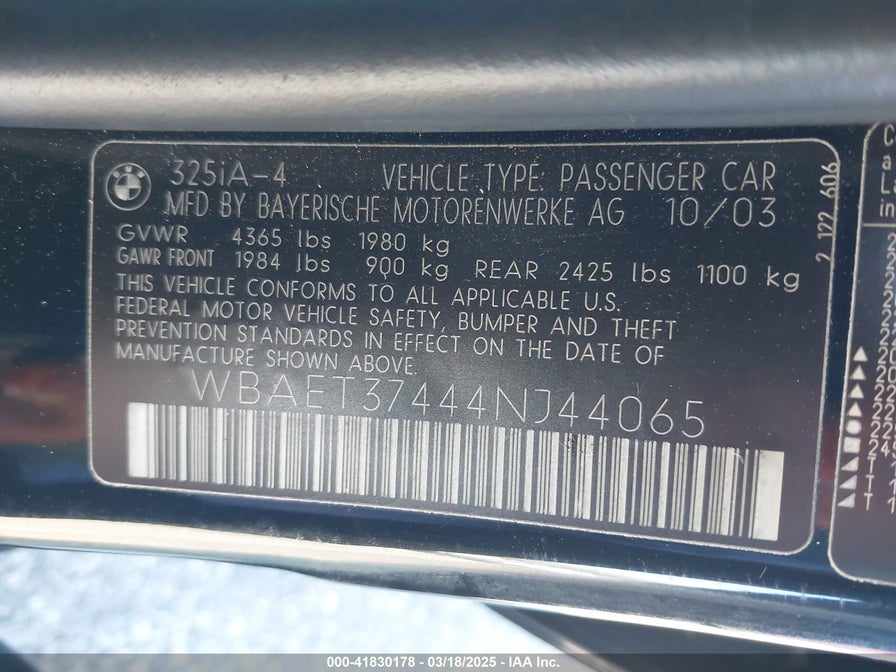 325iA-4 VEHICLE TYPE: PASSENGER CAR
MFD BY BAYERISCHE MOTORENWERKE AG 10/03
GVWR 4365 lbs 1980 kg
GAWR FRONT 1984 lbs 900 kg REAR 2425 lbs 1100 kg
THIS VEHICLE CONFORMS TO ALL APPLICABLE U.S.
FEDERAL MOTOR VEHICLE SAFETY, BUMPER AND THEFT
PREVENTION STANDARDS IN EFFECT ON THE DATE OF
MANUFACTURE SHOWN ABOVE.
WBAET37444NJ44065
2 122 606
000-41830178 - 03/18/2025 - IAA Inc.